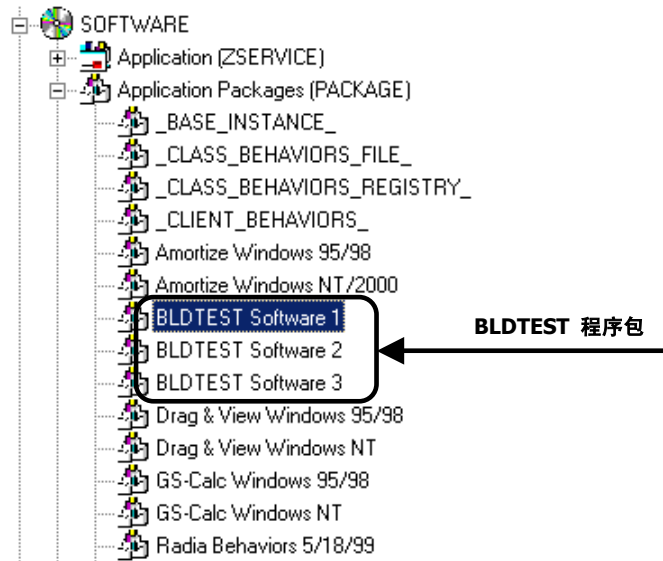 SOFTWARE
Application (ZSERVICE)
Application Packages (PACKAGE)
_BASE_INSTANCE_
_CLASS_BEHAVIORS_FILE_
_CLASS_BEHAVIORS_REGISTRY_
_CLIENT_BEHAVIORS_
Amortize Windows 95/98
Amortize Windows NT/2000
BLDTEST Software 1
BLDTEST 程序包
BLDTEST Software 2
BLDTEST Software 3
Drag & View Windows 95/98
Drag & View Windows NT
GS-Calc Windows 95/98
GS-Calc Windows NT
Radia Behaviors 5/18/99